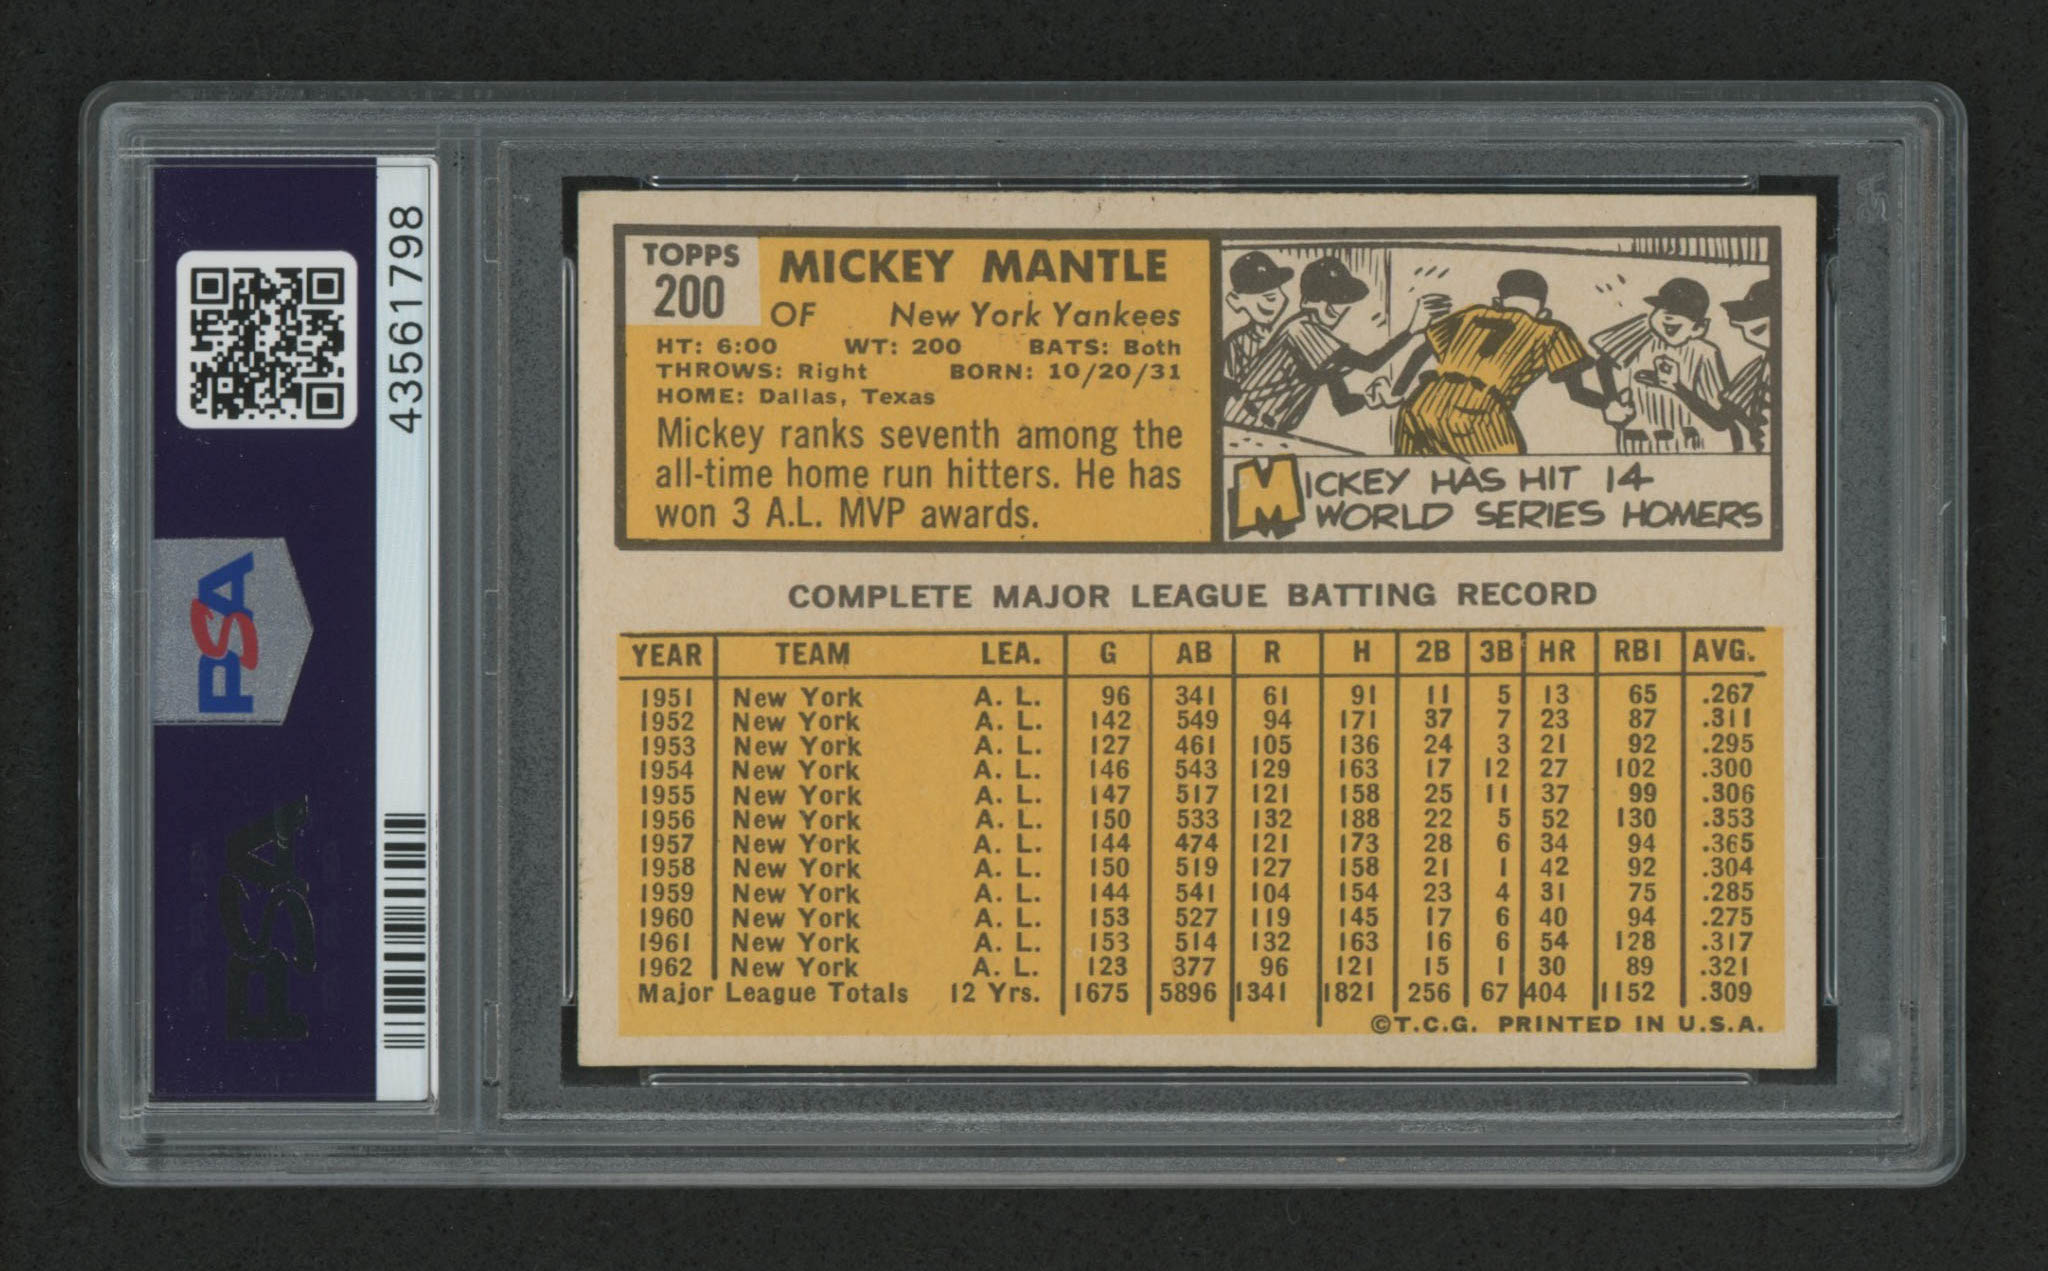 43561798
PSA
PSA
TOPPS
200
MICKEY MANTLE
OF New York Yankees
HT: 6:00 WT: 200 BATS: Both
THROWS: Right BORN: 10/20/31
HOME: Dallas, Texas
Mickey ranks seventh among the
all-time home run hitters. He has
won 3 A.L. MVP awards.
7
MICKEY HAS HIT 14
WORLD SERIES HOMERS
COMPLETE MAJOR LEAGUE BATTING RECORD
YEAR TEAM LEA. G AB R H 2B 3B HR RBI AVG.
1951 New York A. L. 96 341 61 91 11 5 13 65 .267
1952 New York A. L. 142 549 94 171 37 7 23 87 .311
1953 New York A. L. 127 461 105 136 24 3 21 92 .295
1954 New York A. L. 146 543 129 163 17 12 27 102 .300
1955 New York A. L. 147 517 121 158 25 11 37 99 .306
1956 New York A. L. 150 533 132 188 22 5 52 130 .353
1957 New York A. L. 144 474 121 173 28 6 34 94 .365
1958 New York A. L. 150 519 127 158 21 1 42 92 .304
1959 New York A. L. 144 541 104 154 23 4 31 75 .285
1960 New York A. L. 153 527 119 145 17 6 40 94 .275
1961 New York A. L. 153 514 132 163 16 6 54 128 .317
1962 New York A. L. 123 377 96 121 15 1 30 89 .321
Major League Totals 12 Yrs. 1675 5896 1341 1821 256 67 404 1152 .309
©T.C.G. PRINTED IN U.S.A.